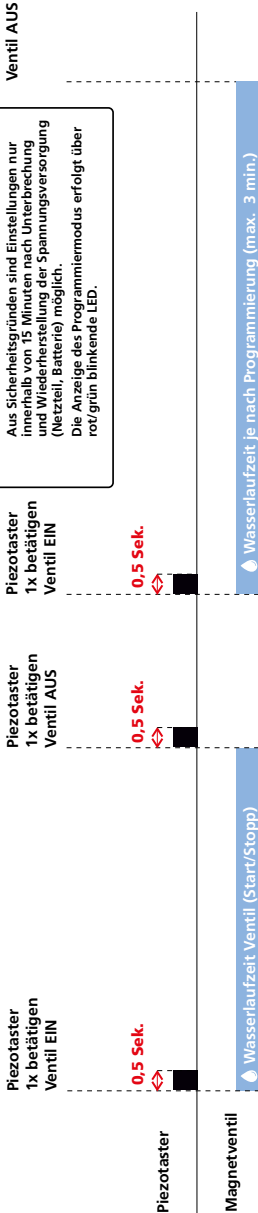 Piezotaster
1x betätigen
Ventil EIN
Piezotaster
1x betätigen
Ventil AUS
Piezotaster
1x betätigen
Ventil EIN
Aus Sicherheitsgründen sind Einstellungen nur
innerhalb von 15 Minuten nach Unterbrechung
und Wiederherstellung der Spannungsversorgung
(Netzteil, Batterie) möglich.
Die Anzeige des Programmiermodus erfolgt über
rot/grün blinkende LED.
Ventil AUS
0,5 Sek.
0,5 Sek.
0,5 Sek.
Piezotaster
Magnetventil
Wasserlaufzeit Ventil (Start/Stopp)
Wasserlaufzeit je nach Programmierung (max. 3 min.)